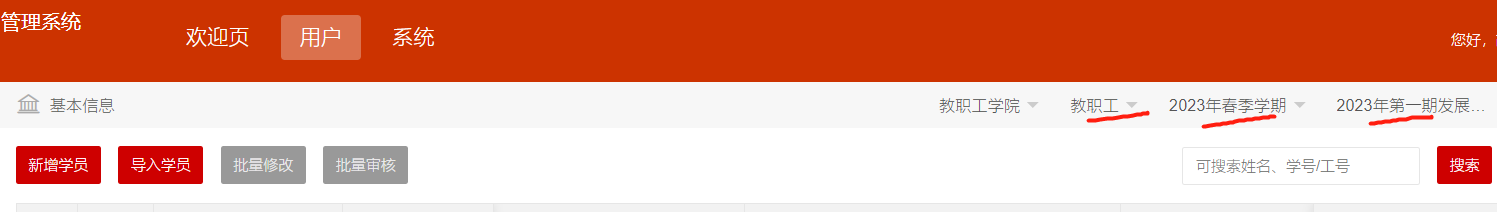 管理系统
欢迎页 用户 系统
您好，
基本信息 教职工学院 教职工 2023年春季学期 2023年第一期发展...
新增学员 导入学员 批量修改 批量审核 可搜索姓名、学号/工号 搜索